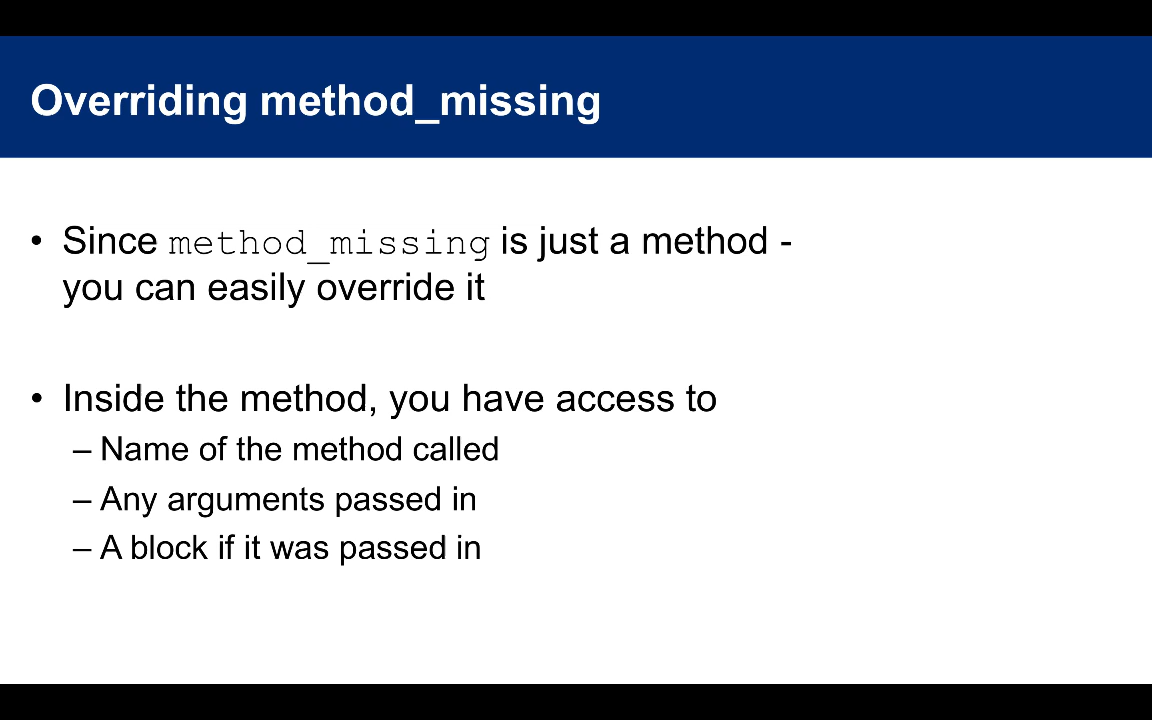 Overriding method_missing
• Since method_missing is just a method -
you can easily override it
• Inside the method, you have access to
– Name of the method called
– Any arguments passed in
– A block if it was passed in